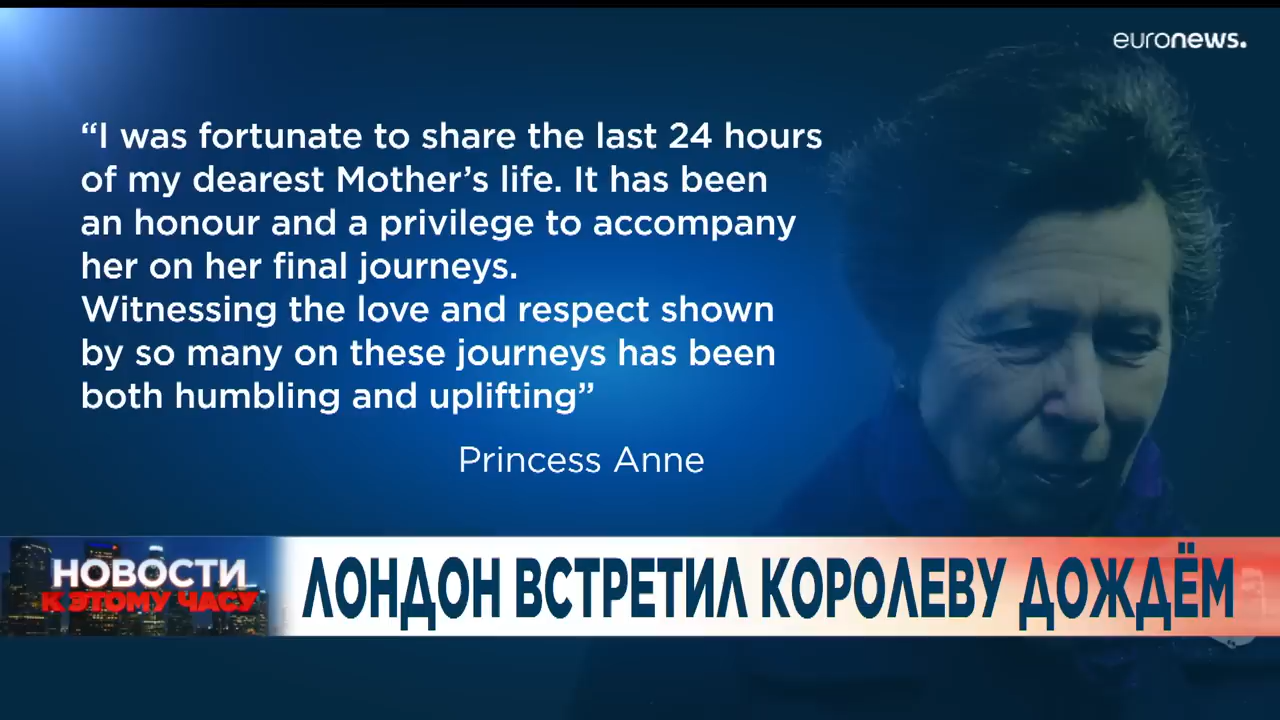 euronews.
“I was fortunate to share the last 24 hours
of my dearest Mother’s life. It has been
an honour and a privilege to accompany
her on her final journeys.
Witnessing the love and respect shown
by so many on these journeys has been
both humbling and uplifting”
Princess Anne
НОВОСТИ
К ЭТОМУ ЧАСУ
ЛОНДОН ВСТРЕТИЛ КОРОЛЕВУ ДОЖДЁМ